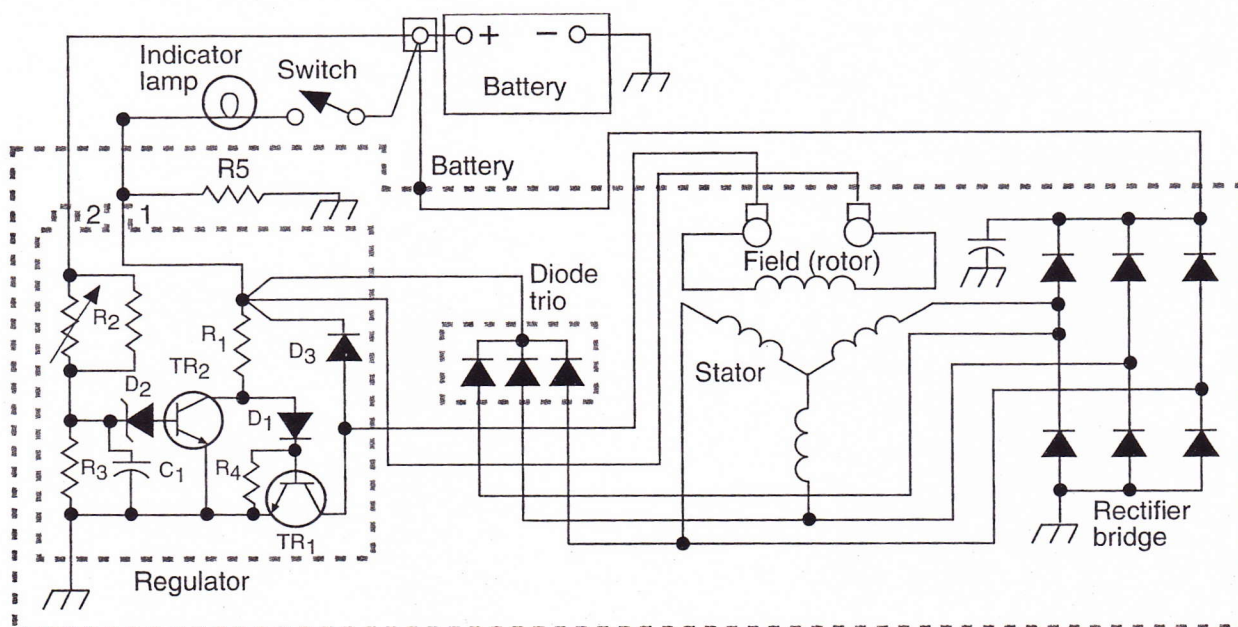 + −
Indicator
lamp
Switch
Battery
Battery
R5
2
1
Diode
trio
Field (rotor)
R2
R1
D3
TR2
D2
Stator
D1
R3
C1
R4
TR1
Rectifier
bridge
Regulator